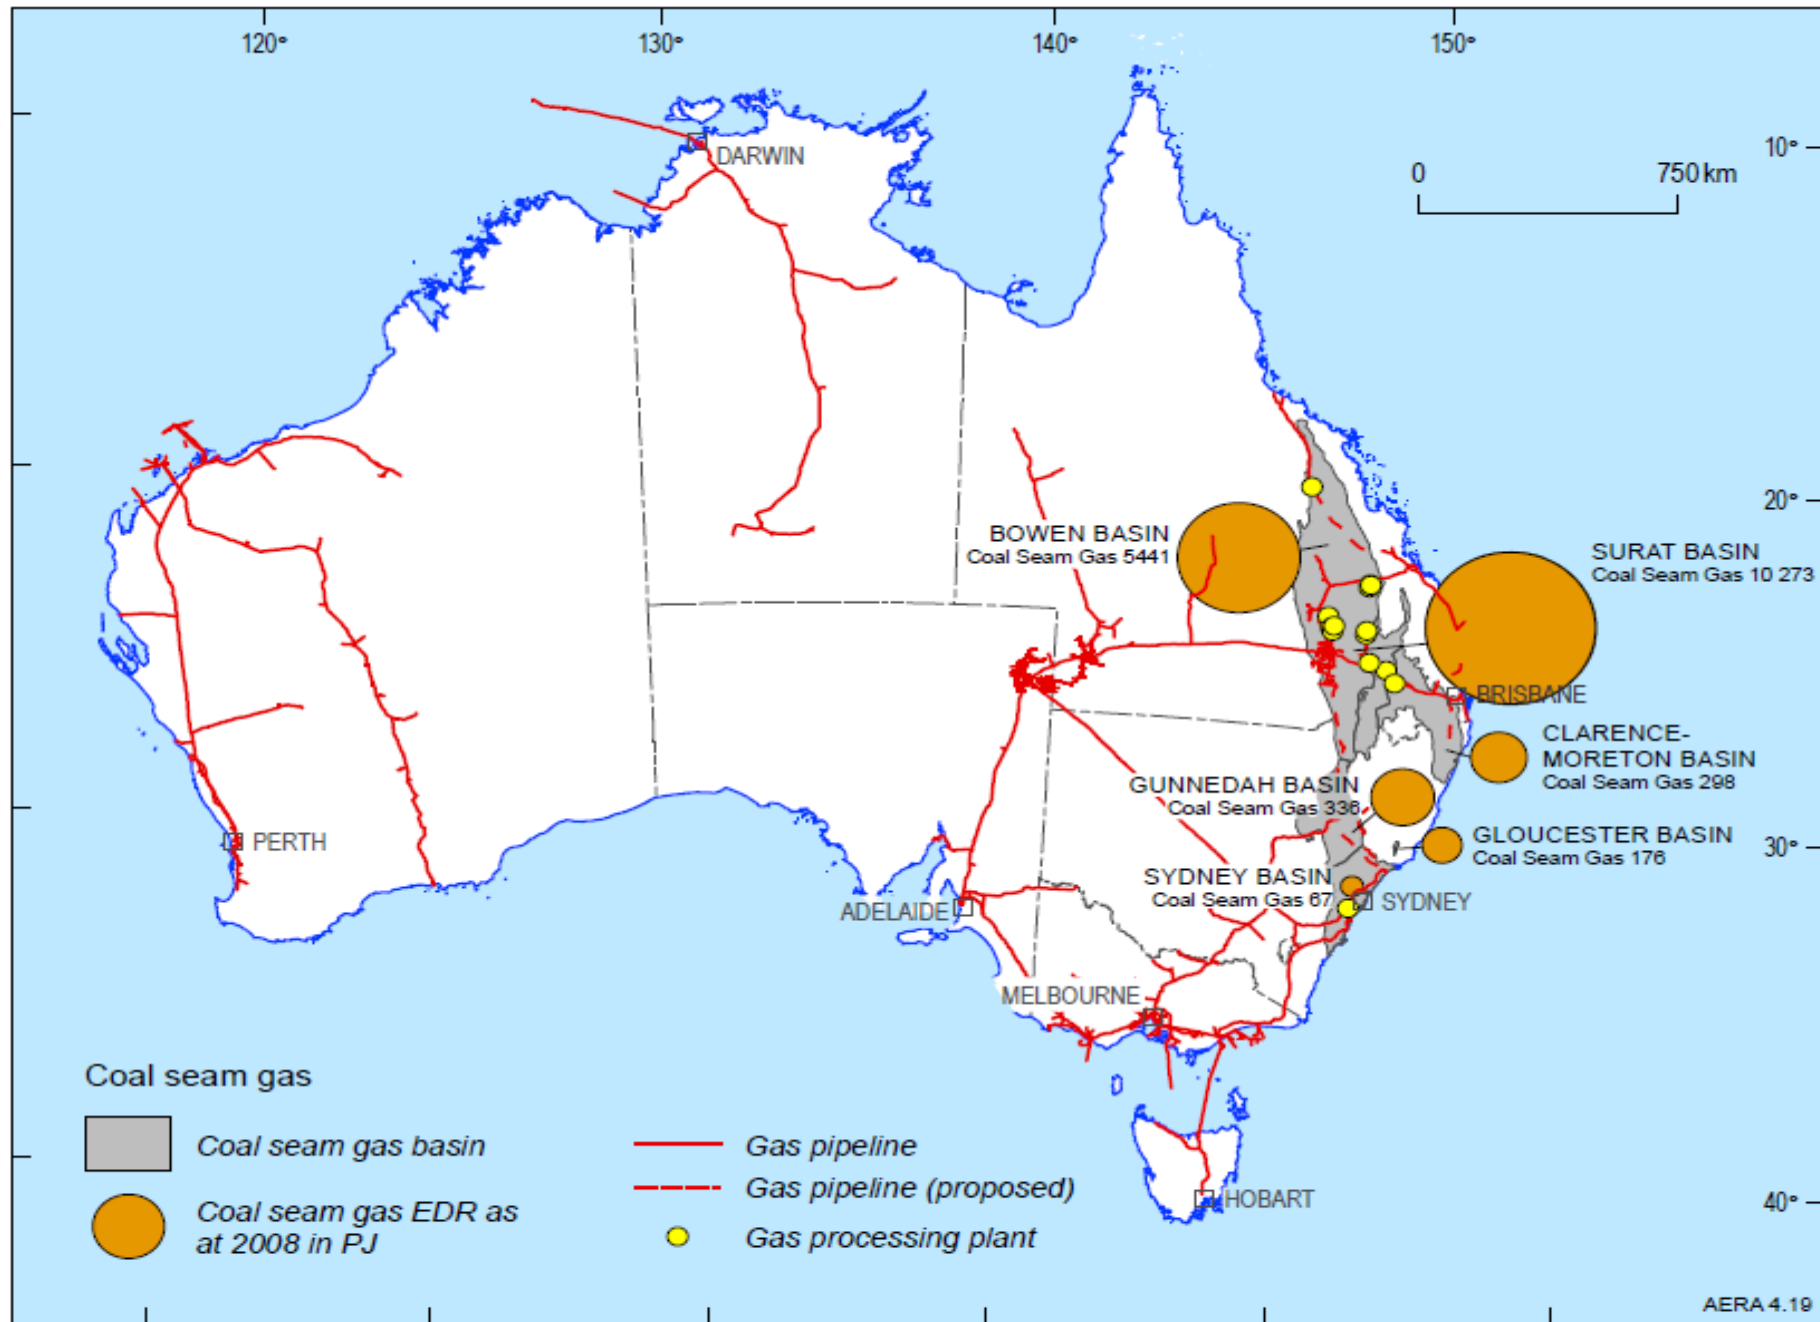 120°
130°
140°
150°
DARWIN
10°
0
750 km
BOWEN BASIN
Coal Seam Gas 5441
20°
SURAT BASIN
Coal Seam Gas 10 273
BRISBANE
CLARENCE-
MORETON BASIN
Coal Seam Gas 298
GUNNEDAH BASIN
Coal Seam Gas 336
GLOUCESTER BASIN
Coal Seam Gas 176
30°
PERTH
SYDNEY BASIN
Coal Seam Gas 67
SYDNEY
ADELAIDE
MELBOURNE
Coal seam gas
Coal seam gas basin
Coal seam gas EDR as
at 2008 in PJ
Gas pipeline
Gas pipeline (proposed)
Gas processing plant
HOBART
40°
AERA 4.19